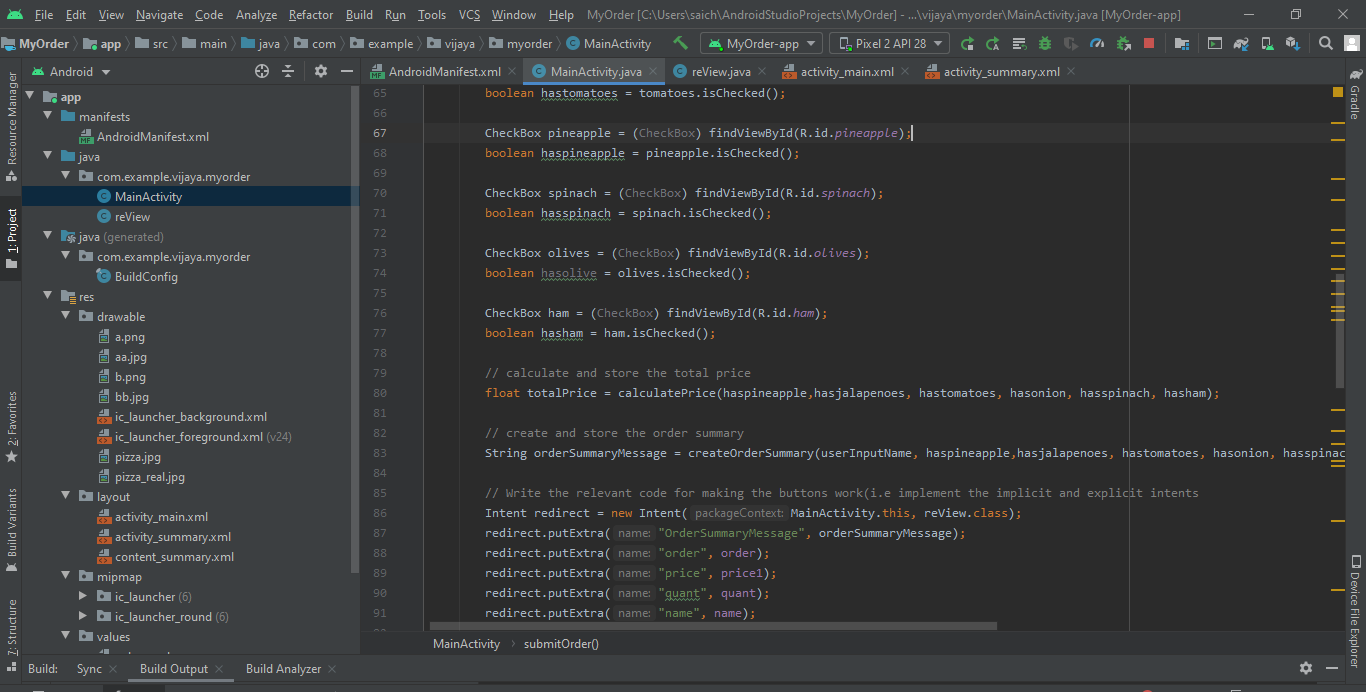 File Edit View Navigate Code Analyze Refactor Build Run Tools VCS Window Help MyOrder [C:\Users\saich\AndroidStudioProjects\MyOrder] - ...\vijaya\myorder\MainActivity.java [MyOrder-app]
MyOrder app src main java com example vijaya myorder MainActivity MyOrder-app Pixel 2 API 28
Android
AndroidManifest.xml MainActivity.java reView.java activity_main.xml activity_summary.xml
Resource Manager
1: Project
2: Favorites
Build Variants
7: Structure
app
manifests
AndroidManifest.xml
java
com.example.vijaya.myorder
MainActivity
reView
java (generated)
com.example.vijaya.myorder
BuildConfig
res
drawable
a.png
aa.jpg
b.png
bb.jpg
ic_launcher_background.xml
ic_launcher_foreground.xml (v24)
pizza.jpg
pizza_real.jpg
layout
activity_main.xml
activity_summary.xml
content_summary.xml
mipmap
ic_launcher (6)
ic_launcher_round (6)
values
65 boolean hastomatoes = tomatoes.isChecked();
66
67 CheckBox pineapple = (CheckBox) findViewById(R.id.pineapple);
68 boolean haspineapple = pineapple.isChecked();
69
70 CheckBox spinach = (CheckBox) findViewById(R.id.spinach);
71 boolean hasspinach = spinach.isChecked();
72
73 CheckBox olives = (CheckBox) findViewById(R.id.olives);
74 boolean hasolive = olives.isChecked();
75
76 CheckBox ham = (CheckBox) findViewById(R.id.ham);
77 boolean hasham = ham.isChecked();
78
79 // calculate and store the total price
80 float totalPrice = calculatePrice(haspineapple,hasjalapenoes, hastomatoes, hasonion, hasspinach, hasham);
81
82 // create and store the order summary
83 String orderSummaryMessage = createOrderSummary(userInputName, haspineapple,hasjalapenoes, hastomatoes, hasonion, hasspinac
84
85 // Write the relevant code for making the buttons work(i.e implement the implicit and explicit intents
86 Intent redirect = new Intent( packageContext: MainActivity.this, reView.class);
87 redirect.putExtra( name: "OrderSummaryMessage", orderSummaryMessage);
88 redirect.putExtra( name: "order", order);
89 redirect.putExtra( name: "price", price1);
90 redirect.putExtra( name: "quant", quant);
91 redirect.putExtra( name: "name", name);
MainActivity submitOrder()
Gradle
Device File Explorer
Build: Sync Build Output Build Analyzer